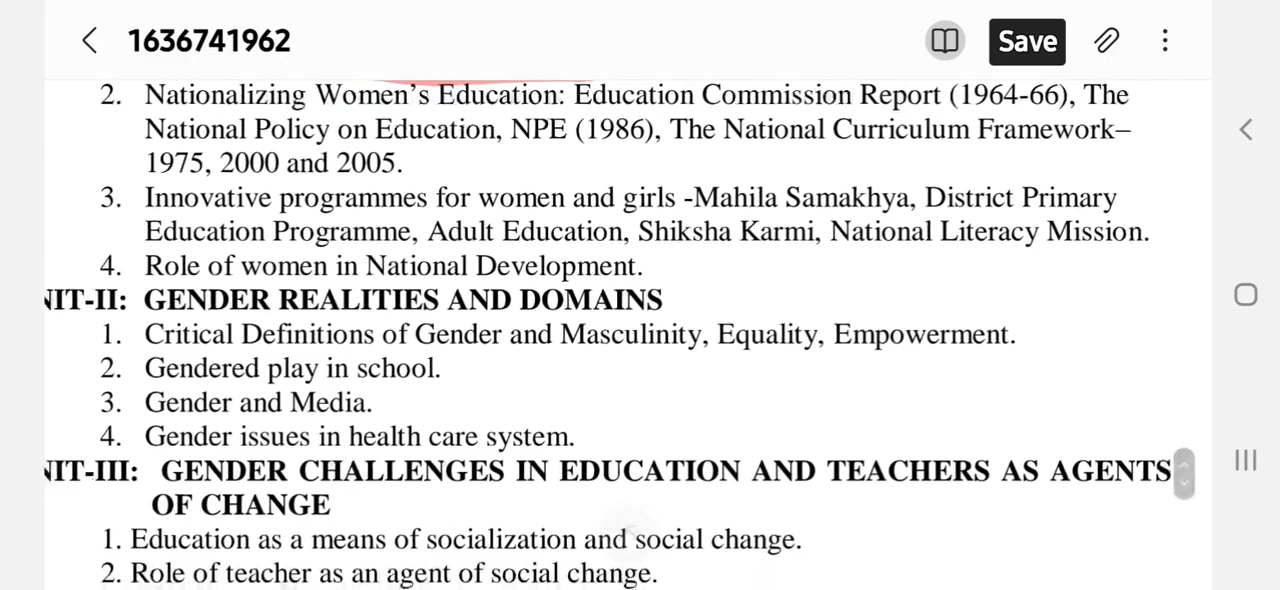 1636741962
Save
2. Nationalizing Women's Education: Education Commission Report (1964-66), The
National Policy on Education, NPE (1986), The National Curriculum Framework–
1975, 2000 and 2005.
3. Innovative programmes for women and girls -Mahila Samakhya, District Primary
Education Programme, Adult Education, Shiksha Karmi, National Literacy Mission.
4. Role of women in National Development.
NIT-II: GENDER REALITIES AND DOMAINS
1. Critical Definitions of Gender and Masculinity, Equality, Empowerment.
2. Gendered play in school.
3. Gender and Media.
4. Gender issues in health care system.
NIT-III: GENDER CHALLENGES IN EDUCATION AND TEACHERS AS AGENTS
OF CHANGE
1. Education as a means of socialization and social change.
2. Role of teacher as an agent of social change.